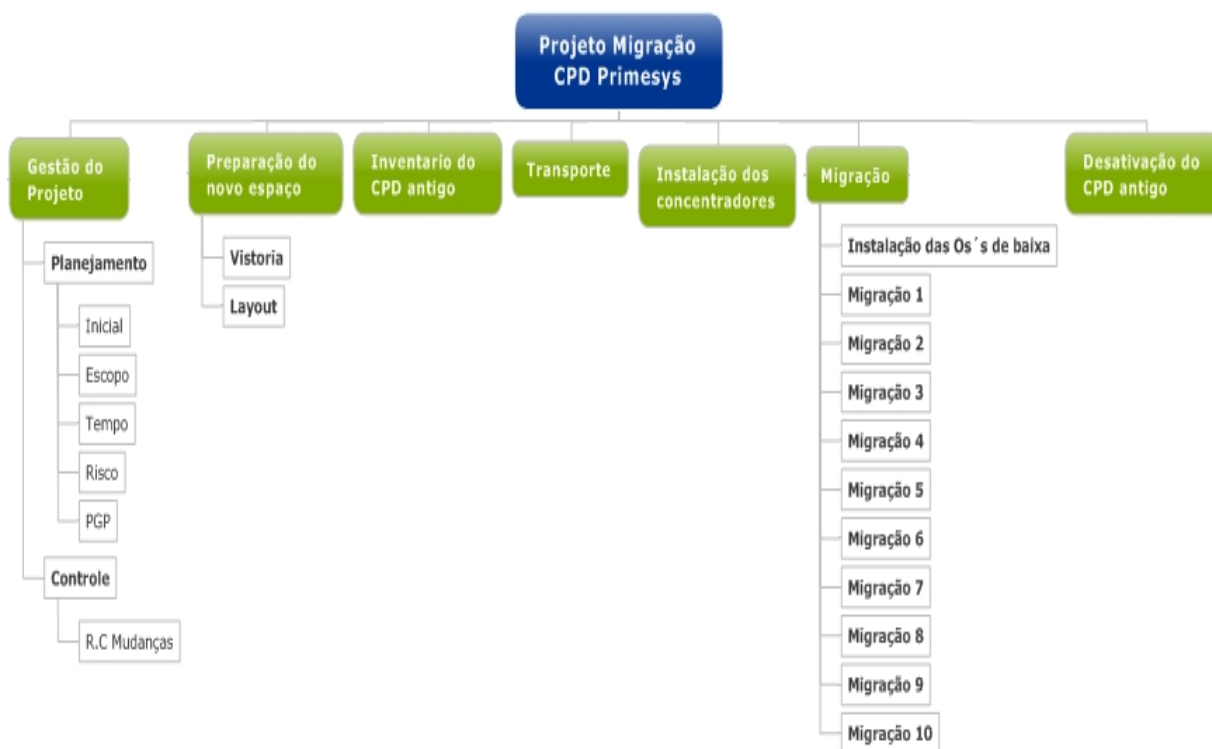 Projeto Migração
CPD Primesys
Gestão do
Projeto
Preparação do
novo espaço
Inventario do
CPD antigo
Transporte
Instalação dos
concentradores
Migração
Desativação do
CPD antigo
Planejamento
Inicial
Escopo
Tempo
Risco
PGP
Controle
R.C Mudanças
Vistoria
Layout
Instalação das Os´s de baixa
Migração 1
Migração 2
Migração 3
Migração 4
Migração 5
Migração 6
Migração 7
Migração 8
Migração 9
Migração 10